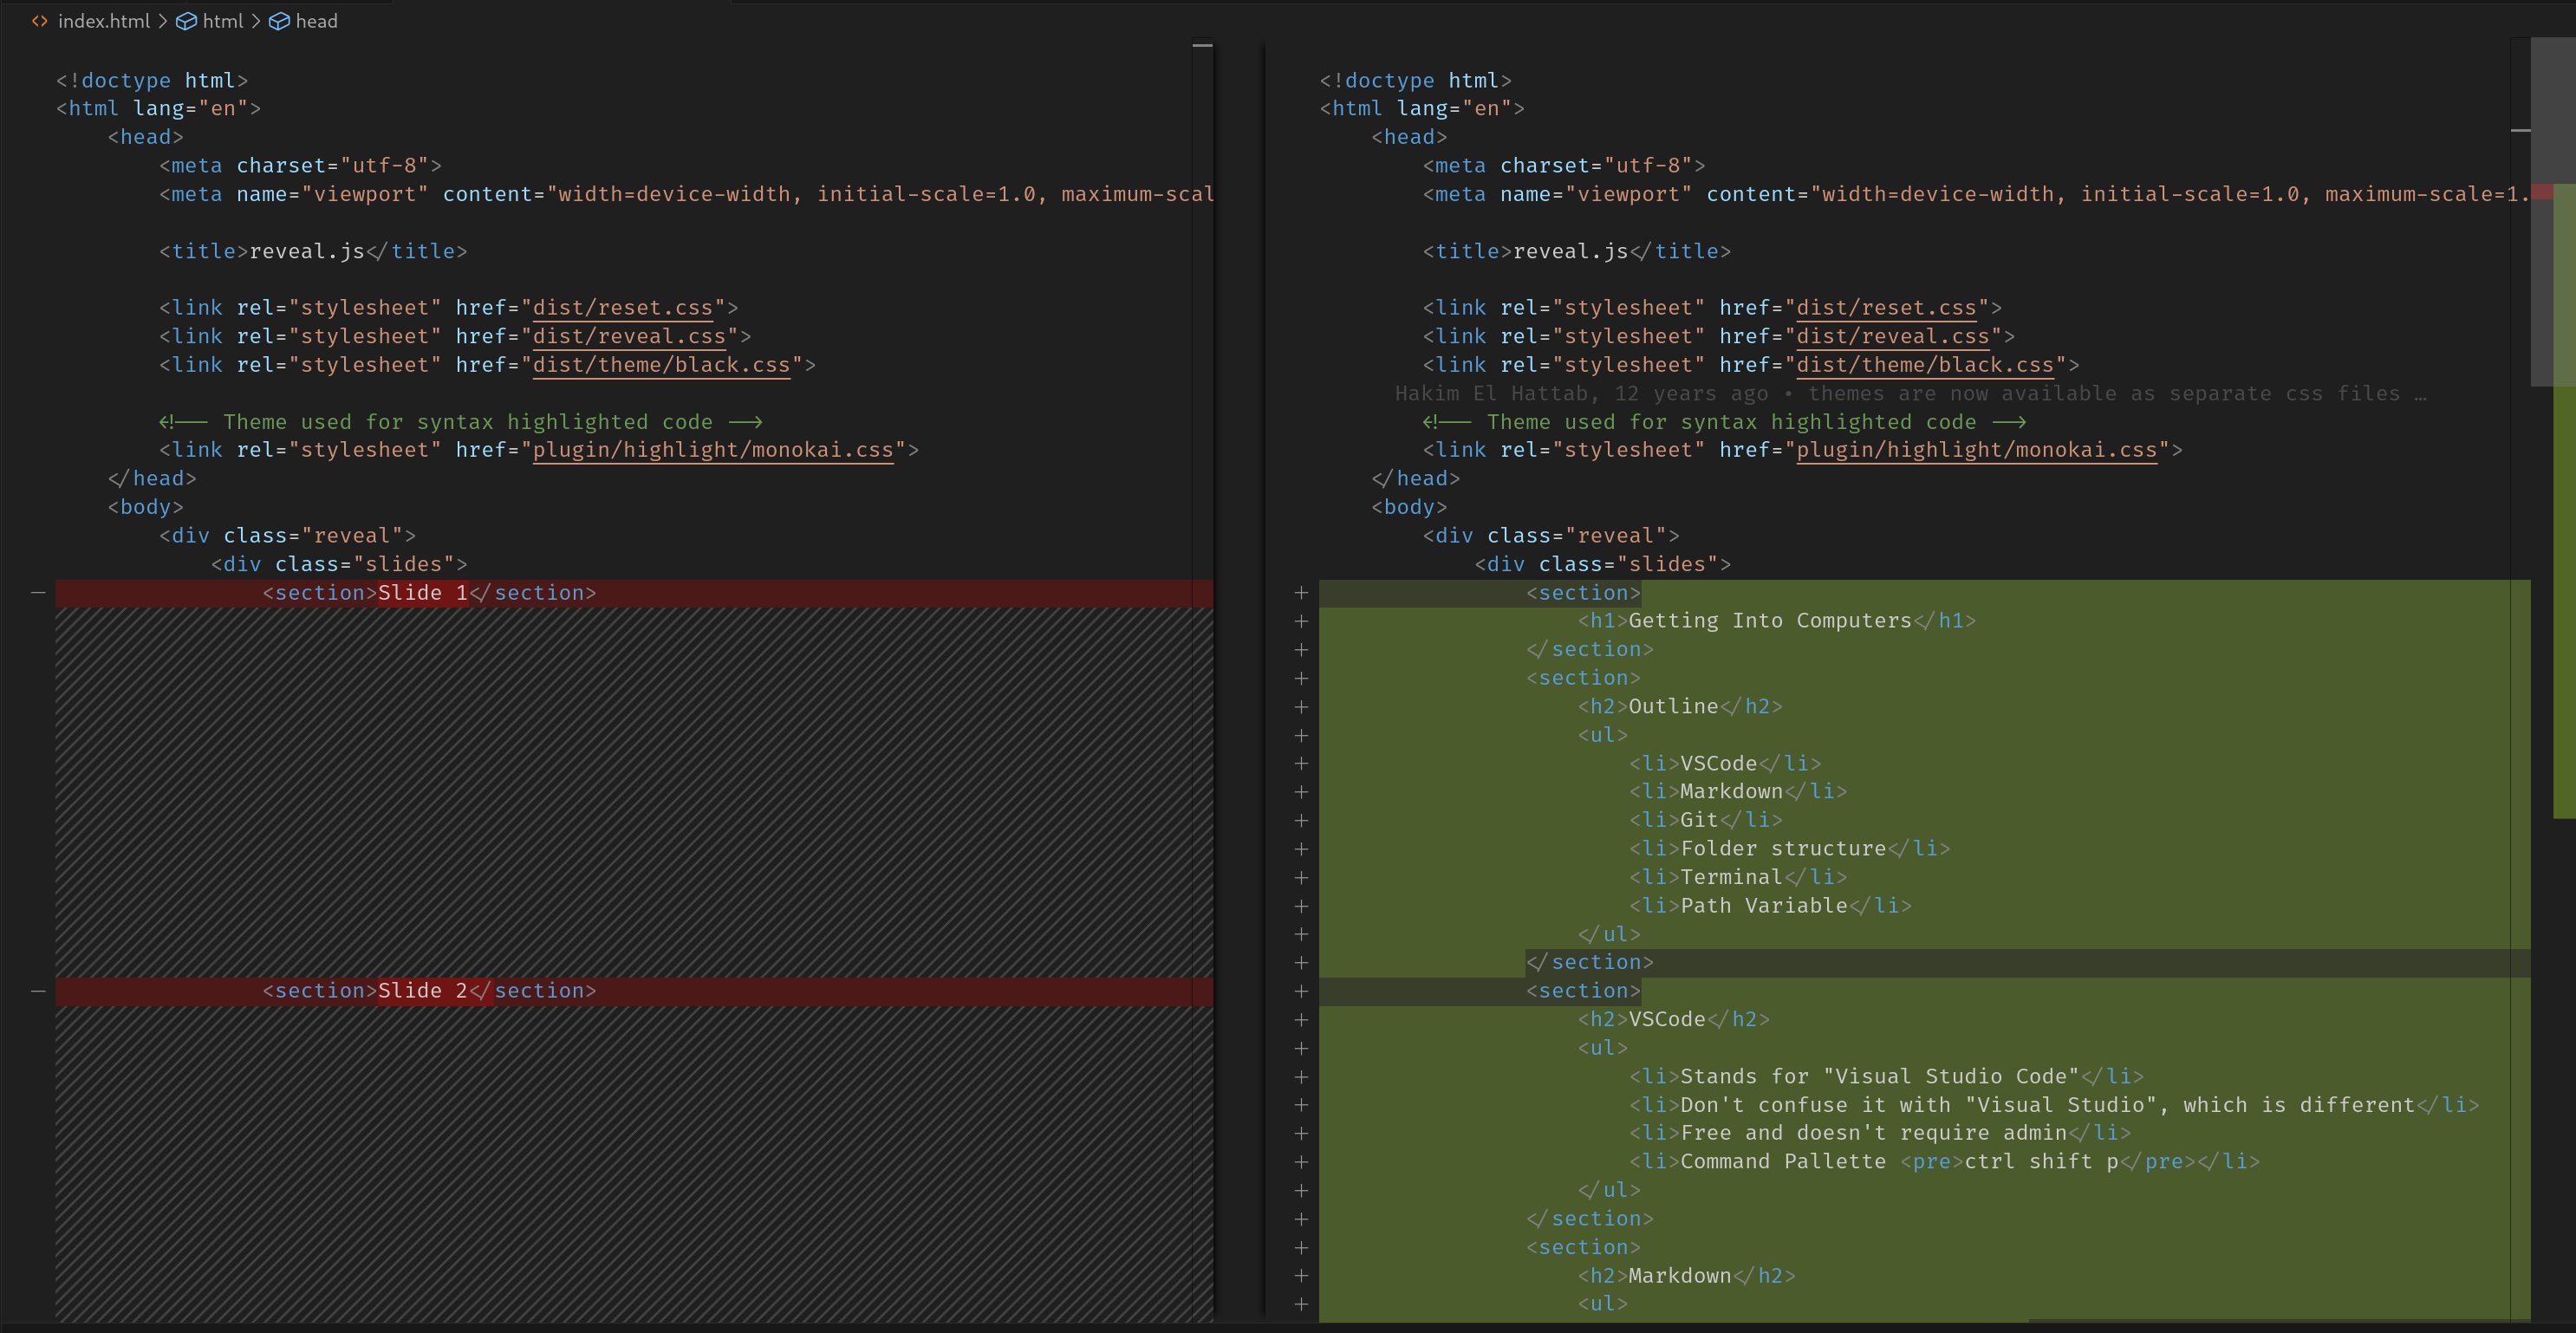 index.html > html > head
<!doctype html>
<html lang="en">
<head>
<meta charset="utf-8">
<meta name="viewport" content="width=device-width, initial-scale=1.0, maximum-scal
<title>reveal.js</title>
<link rel="stylesheet" href="dist/reset.css">
<link rel="stylesheet" href="dist/reveal.css">
<link rel="stylesheet" href="dist/theme/black.css">
<!-- Theme used for syntax highlighted code -->
<link rel="stylesheet" href="plugin/highlight/monokai.css">
</head>
<body>
<div class="reveal">
<div class="slides">
− <section>Slide 1</section>
− <section>Slide 2</section>
<!doctype html>
<html lang="en">
<head>
<meta charset="utf-8">
<meta name="viewport" content="width=device-width, initial-scale=1.0, maximum-scale=1.
<title>reveal.js</title>
<link rel="stylesheet" href="dist/reset.css">
<link rel="stylesheet" href="dist/reveal.css">
<link rel="stylesheet" href="dist/theme/black.css">
Hakim El Hattab, 12 years ago • themes are now available as separate css files …
<!-- Theme used for syntax highlighted code -->
<link rel="stylesheet" href="plugin/highlight/monokai.css">
</head>
<body>
<div class="reveal">
<div class="slides">
+ <section>
+ <h1>Getting Into Computers</h1>
+ </section>
+ <section>
+ <h2>Outline</h2>
+ <ul>
+ <li>VSCode</li>
+ <li>Markdown</li>
+ <li>Git</li>
+ <li>Folder structure</li>
+ <li>Terminal</li>
+ <li>Path Variable</li>
+ </ul>
+ </section>
+ <section>
+ <h2>VSCode</h2>
+ <ul>
+ <li>Stands for "Visual Studio Code"</li>
+ <li>Don't confuse it with "Visual Studio", which is different</li>
+ <li>Free and doesn't require admin</li>
+ <li>Command Pallette <pre>ctrl shift p</pre></li>
+ </ul>
+ </section>
+ <section>
+ <h2>Markdown</h2>
+ <ul>